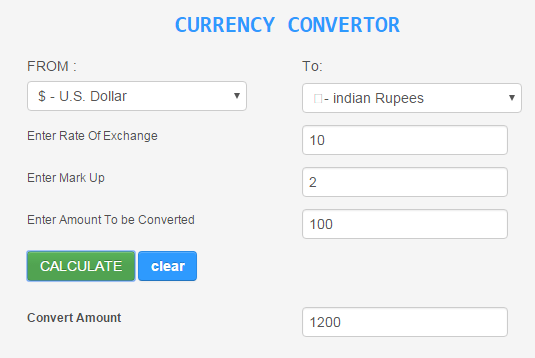 CURRENCY CONVERTOR
FROM : To:
$ - U.S. Dollar □- indian Rupees
Enter Rate Of Exchange 10
Enter Mark Up 2
Enter Amount To be Converted 100
CALCULATE clear
Convert Amount 1200